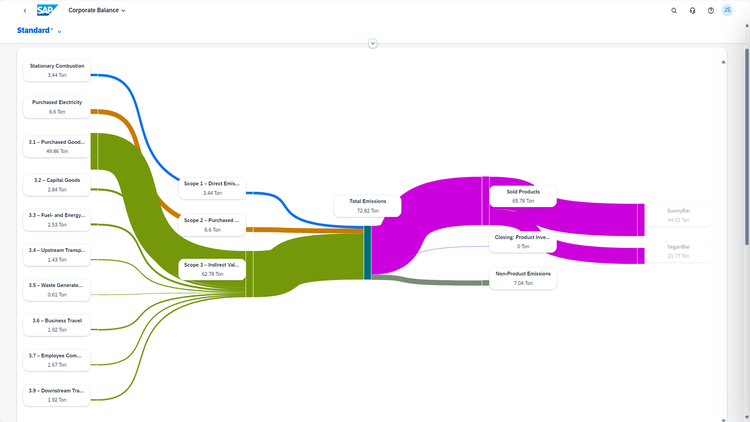 SAP
Corporate Balance
JS
Standard *
Stationary Combustion
3.44 Ton
Purchased Electricity
6.6 Ton
3.1 – Purchased Good...
49.86 Ton
3.2 – Capital Goods
2.84 Ton
3.3 – Fuel- and Energy...
2.53 Ton
3.4 – Upstream Transp...
1.43 Ton
3.5 – Waste Generate...
0.61 Ton
3.6 – Business Travel
1.92 Ton
3.7 – Employee Com...
1.67 Ton
3.9 – Downstream Tra...
1.92 Ton
Scope 1 – Direct Emis...
3.44 Ton
Scope 2 – Purchased ...
6.6 Ton
Scope 3 – Indirect Val...
62.78 Ton
Total Emissions
72.82 Ton
Sold Products
65.78 Ton
Closing: Product Inve...
0 Ton
Non-Product Emissions
7.04 Ton
SunnyBar
44.01 Ton
VeganBar
21.77 Ton